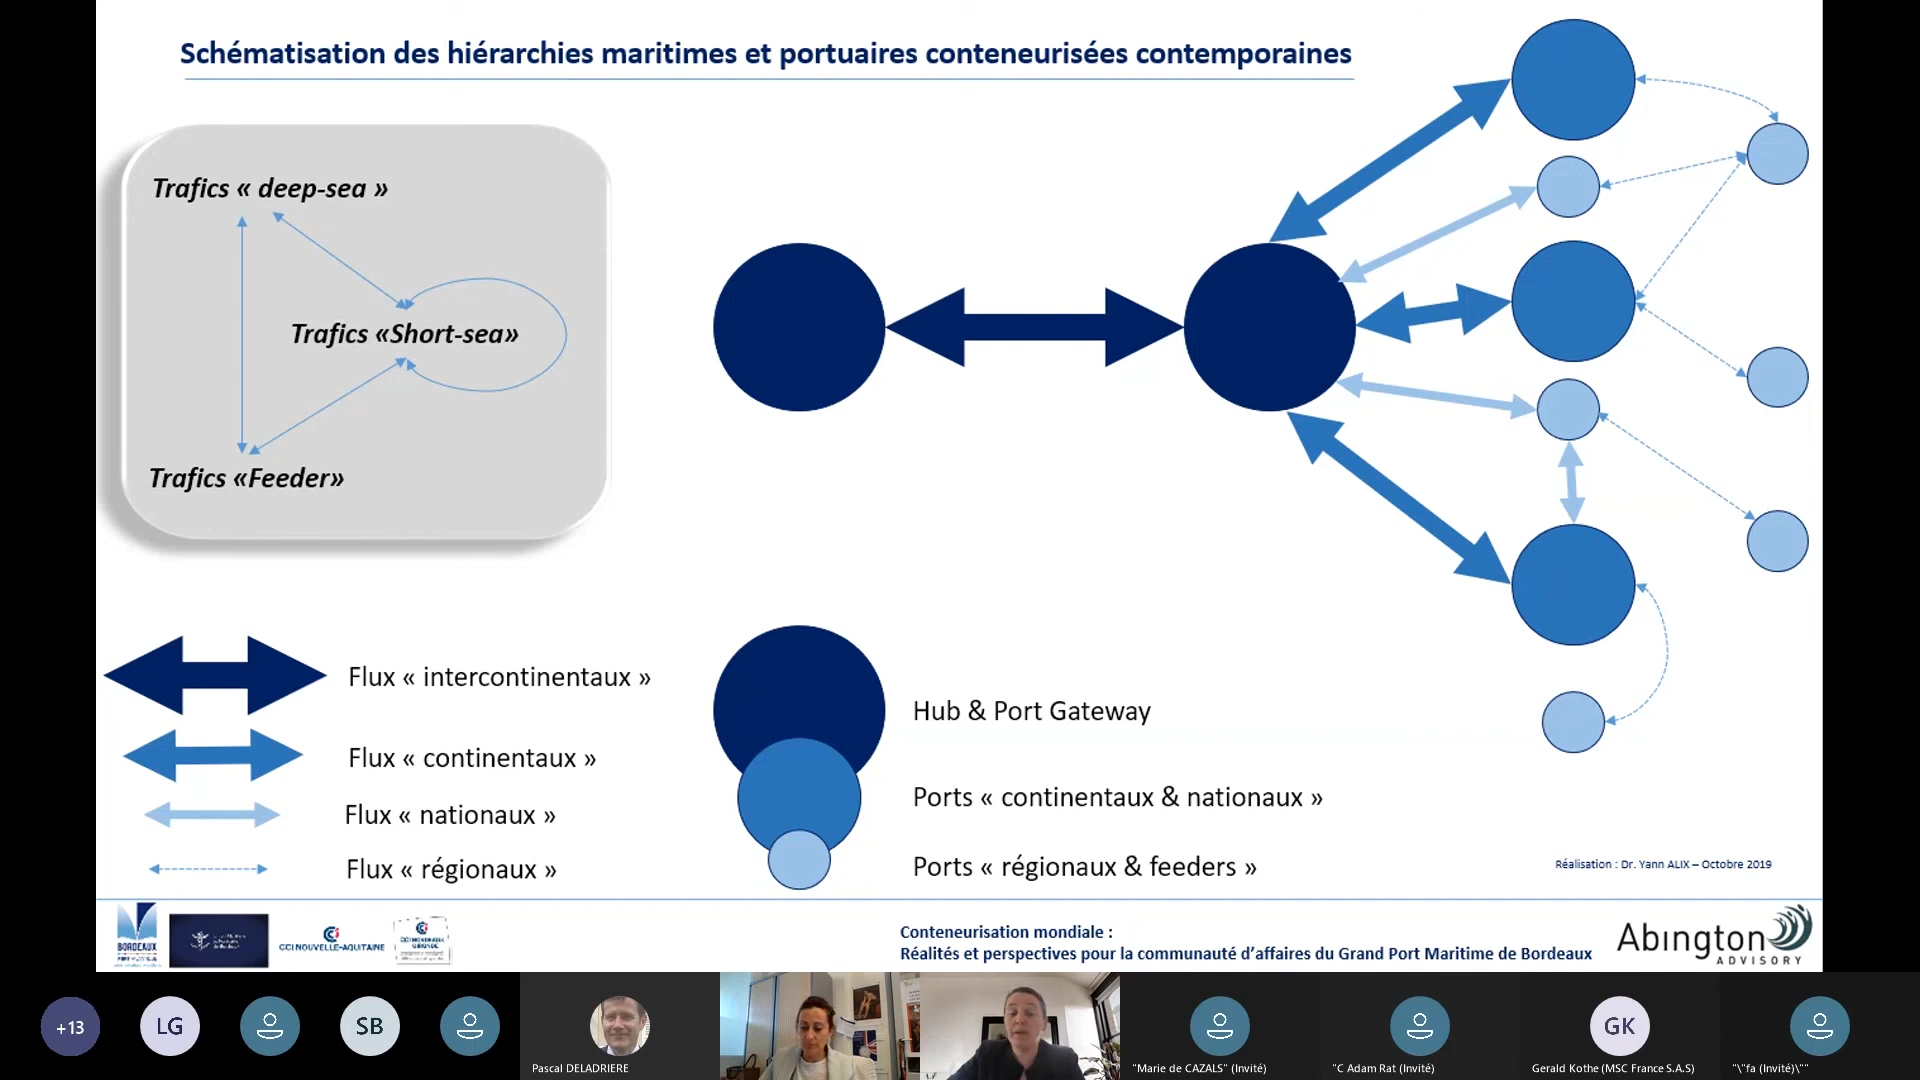 Schématisation des hiérarchies maritimes et portuaires conteneurisées contemporaines
Trafics « deep-sea »
Trafics «Short-sea»
Trafics «Feeder»
Flux « intercontinentaux »
Flux « continentaux »
Flux « nationaux »
Flux « régionaux »
Hub & Port Gateway
Ports « continentaux & nationaux »
Ports « régionaux & feeders »
Réalisation : Dr. Yann ALIX – Octobre 2019
BORDEAUX
CCI NOUVELLE-AQUITAINE
CCI BORDEAUX
GIRONDE
Conteneurisation mondiale :
Réalités et perspectives pour la communauté d'affaires du Grand Port Maritime de Bordeaux
Abington
ADVISORY
+13
LG
SB
Pascal DELADRIERE
"Marie de CAZALS" (Invité)
"C Adam Rat (Invité)
GK
Gerald Kothe (MSC France S.A.S)
"\"fa (Invité)\""